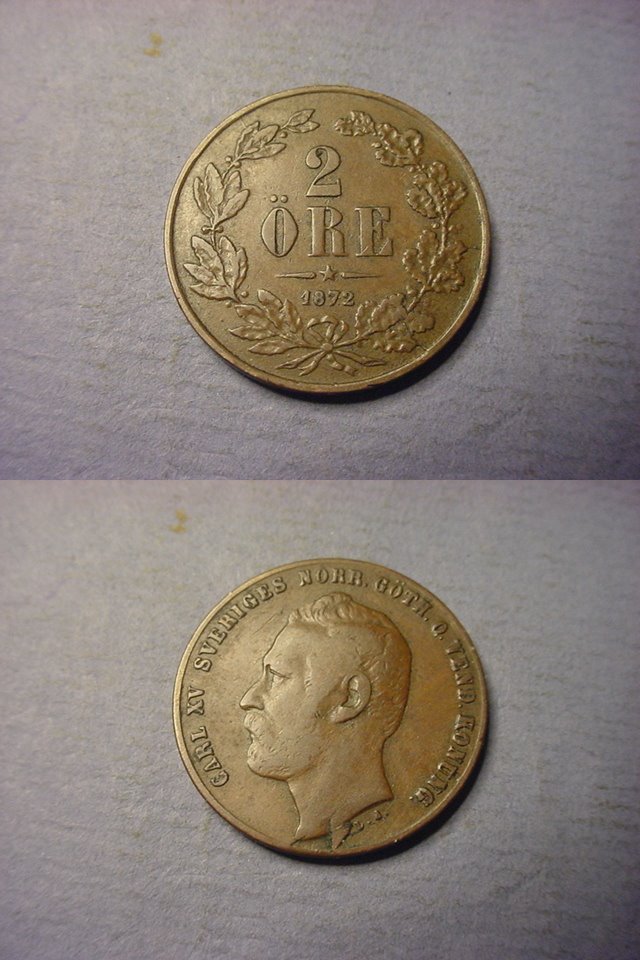 2
ÖRE
1872
CARL XV SVERIGES NORR. GÖTH. O. VEND. KONUNG.
L.A.